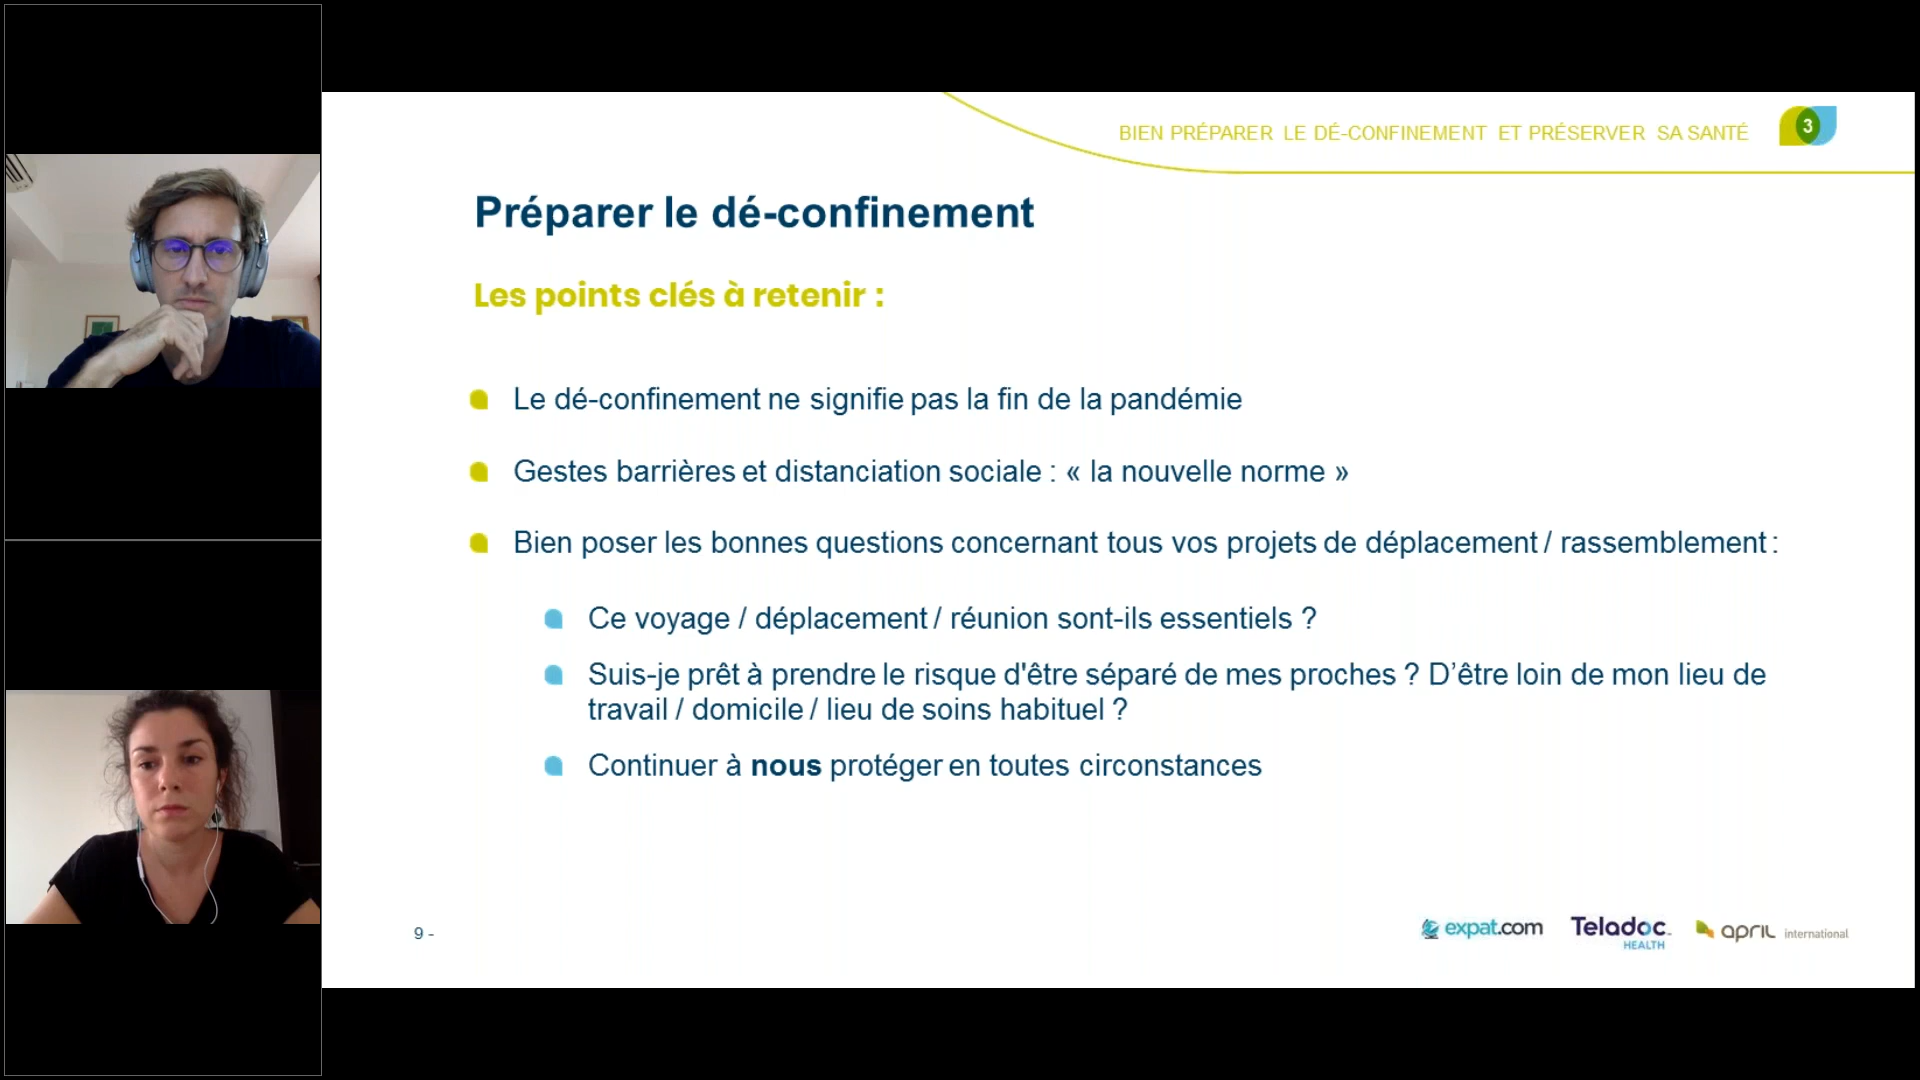 BIEN PRÉPARER LE DÉ-CONFINEMENT ET PRÉSERVER SA SANTÉ
3
Préparer le dé-confinement
Les points clés à retenir :
Le dé-confinement ne signifie pas la fin de la pandémie
Gestes barrières et distanciation sociale : « la nouvelle norme »
Bien poser les bonnes questions concernant tous vos projets de déplacement / rassemblement :
Ce voyage / déplacement / réunion sont-ils essentiels ?
Suis-je prêt à prendre le risque d'être séparé de mes proches ? D’être loin de mon lieu de
travail / domicile / lieu de soins habituel ?
Continuer à nous protéger en toutes circonstances
9 -
expat.com
Teladoc
HEALTH
april international